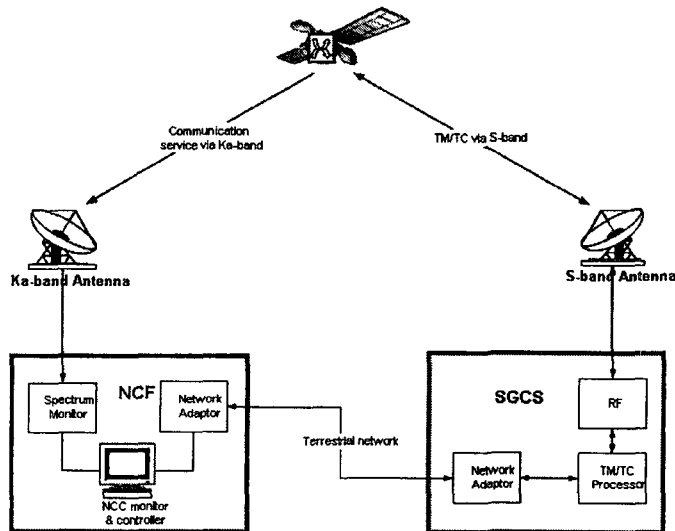 Communication
service via Ka-band
TM/TC via S-band
Ka-band Antenna
S-band Antenna
NCF
Spectrum
Monitor
Network
Adaptor
NCC monitor
& controller
Terrestrial network
SGCS
RF
Network
Adaptor
TM/TC
Processor